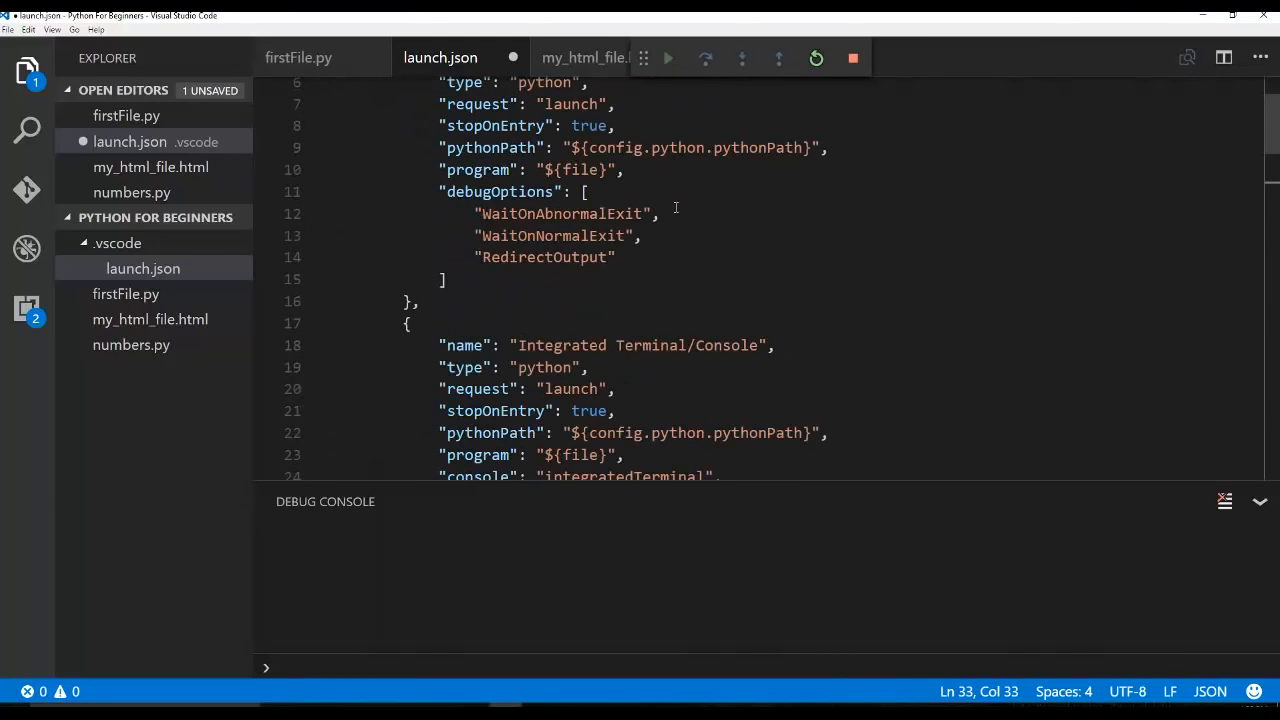 ● launch.json - Python For Beginners - Visual Studio Code
File Edit View Go Help
EXPLORER
OPEN EDITORS 1 UNSAVED
firstFile.py
launch.json .vscode
my_html_file.html
numbers.py
PYTHON FOR BEGINNERS
.vscode
launch.json
firstFile.py
my_html_file.html
numbers.py
1
2
firstFile.py launch.json my_html_file.
6 "type": "python",
7 "request": "launch",
8 "stopOnEntry": true,
9 "pythonPath": "${config.python.pythonPath}",
10 "program": "${file}",
11 "debugOptions": [
12 "WaitOnAbnormalExit",
13 "WaitOnNormalExit",
14 "RedirectOutput"
15 ]
16 },
17 {
18 "name": "Integrated Terminal/Console",
19 "type": "python",
20 "request": "launch",
21 "stopOnEntry": true,
22 "pythonPath": "${config.python.pythonPath}",
23 "program": "${file}",
24 "console": "integratedTerminal",
DEBUG CONSOLE
0 0 Ln 33, Col 33 Spaces: 4 UTF-8 LF JSON